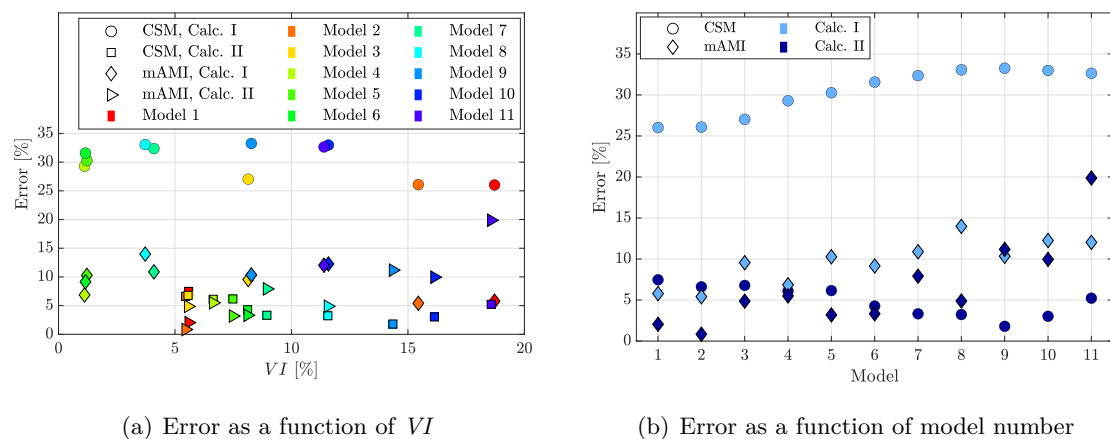 CSM, Calc. I
CSM, Calc. II
mAMI, Calc. I
mAMI, Calc. II
Model 1
Model 2
Model 3
Model 4
Model 5
Model 6
Model 7
Model 8
Model 9
Model 10
Model 11
35
30
25
20
15
10
5
0
Error [%]
0 5 10 15 20
VI [%]
(a) Error as a function of VI
CSM
mAMI
Calc. I
Calc. II
40
35
30
25
20
15
10
5
0
Error [%]
1 2 3 4 5 6 7 8 9 10 11
Model
(b) Error as a function of model number